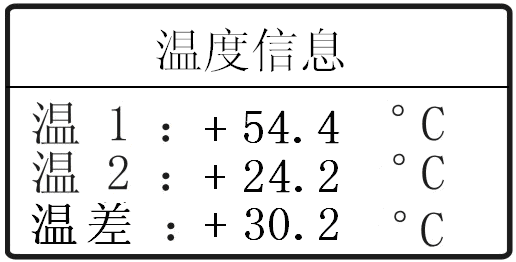 温度信息
温 1 : + 54.4 °C
温 2 : + 24.2 °C
温差 : + 30.2 °C